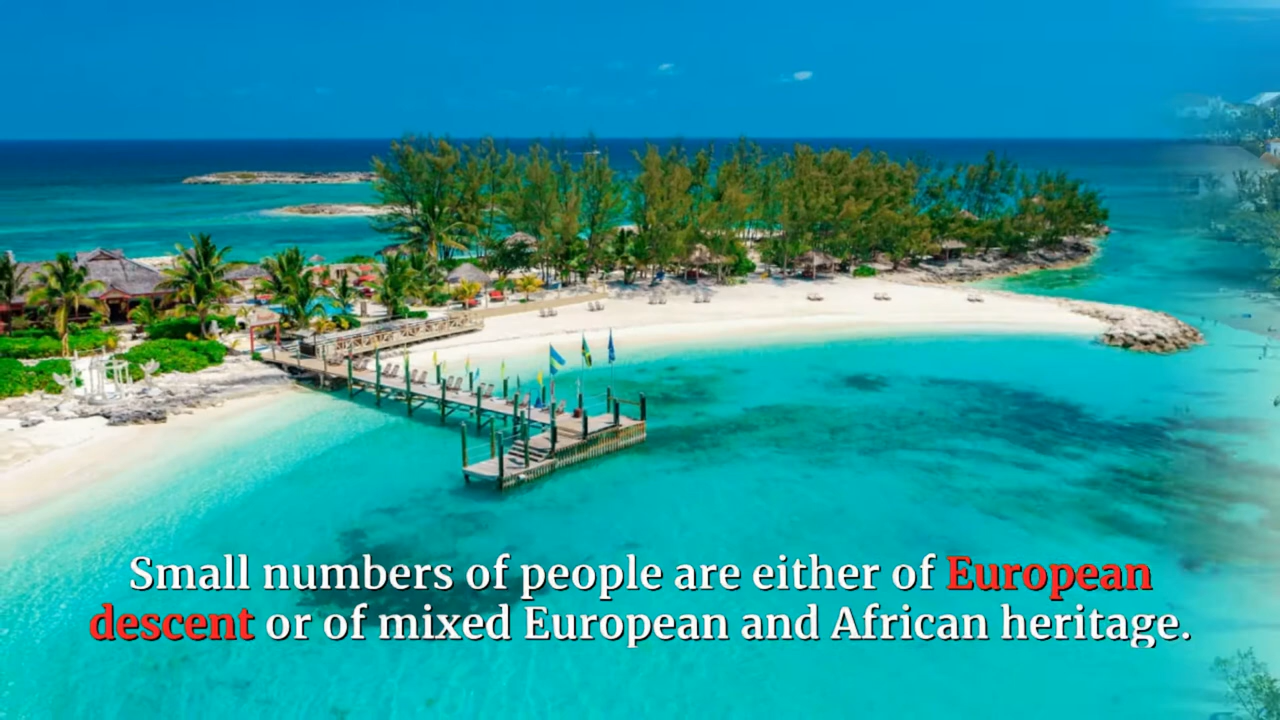 Small numbers of people are either of European
descent or of mixed European and African heritage.